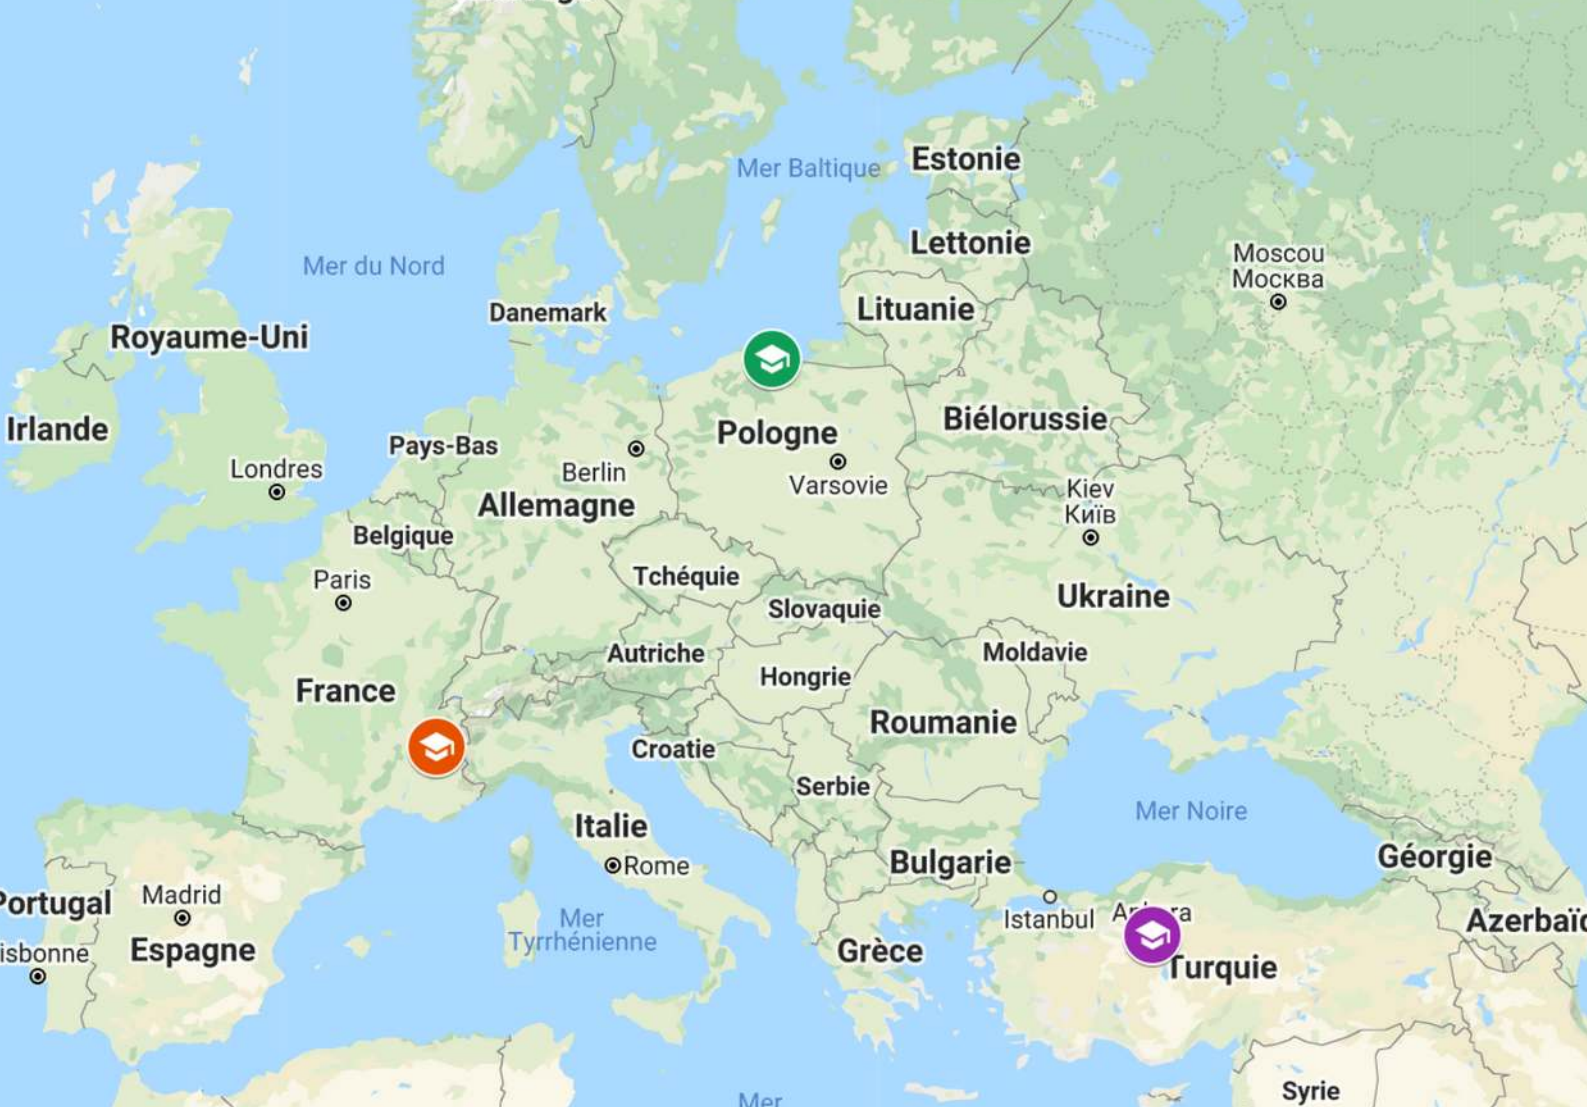 Mer Baltique
Estonie
Lettonie
Moscou
Москва
Mer du Nord
Danemark
Lituanie
Royaume-Uni
Irlande
Pays-Bas
Pologne
Biélorussie
Londres
Berlin
Varsovie
Allemagne
Kiev
Київ
Belgique
Paris
Tchéquie
Slovaquie
Ukraine
Autriche
Moldavie
Hongrie
France
Roumanie
Croatie
Serbie
Mer Noire
Italie
Rome
Bulgarie
Géorgie
Portugal
Madrid
Istanbul
Azerbaïd
Mer
Tyrrhénienne
Espagne
isbonne
Grèce
Turquie
Syrie
Mer